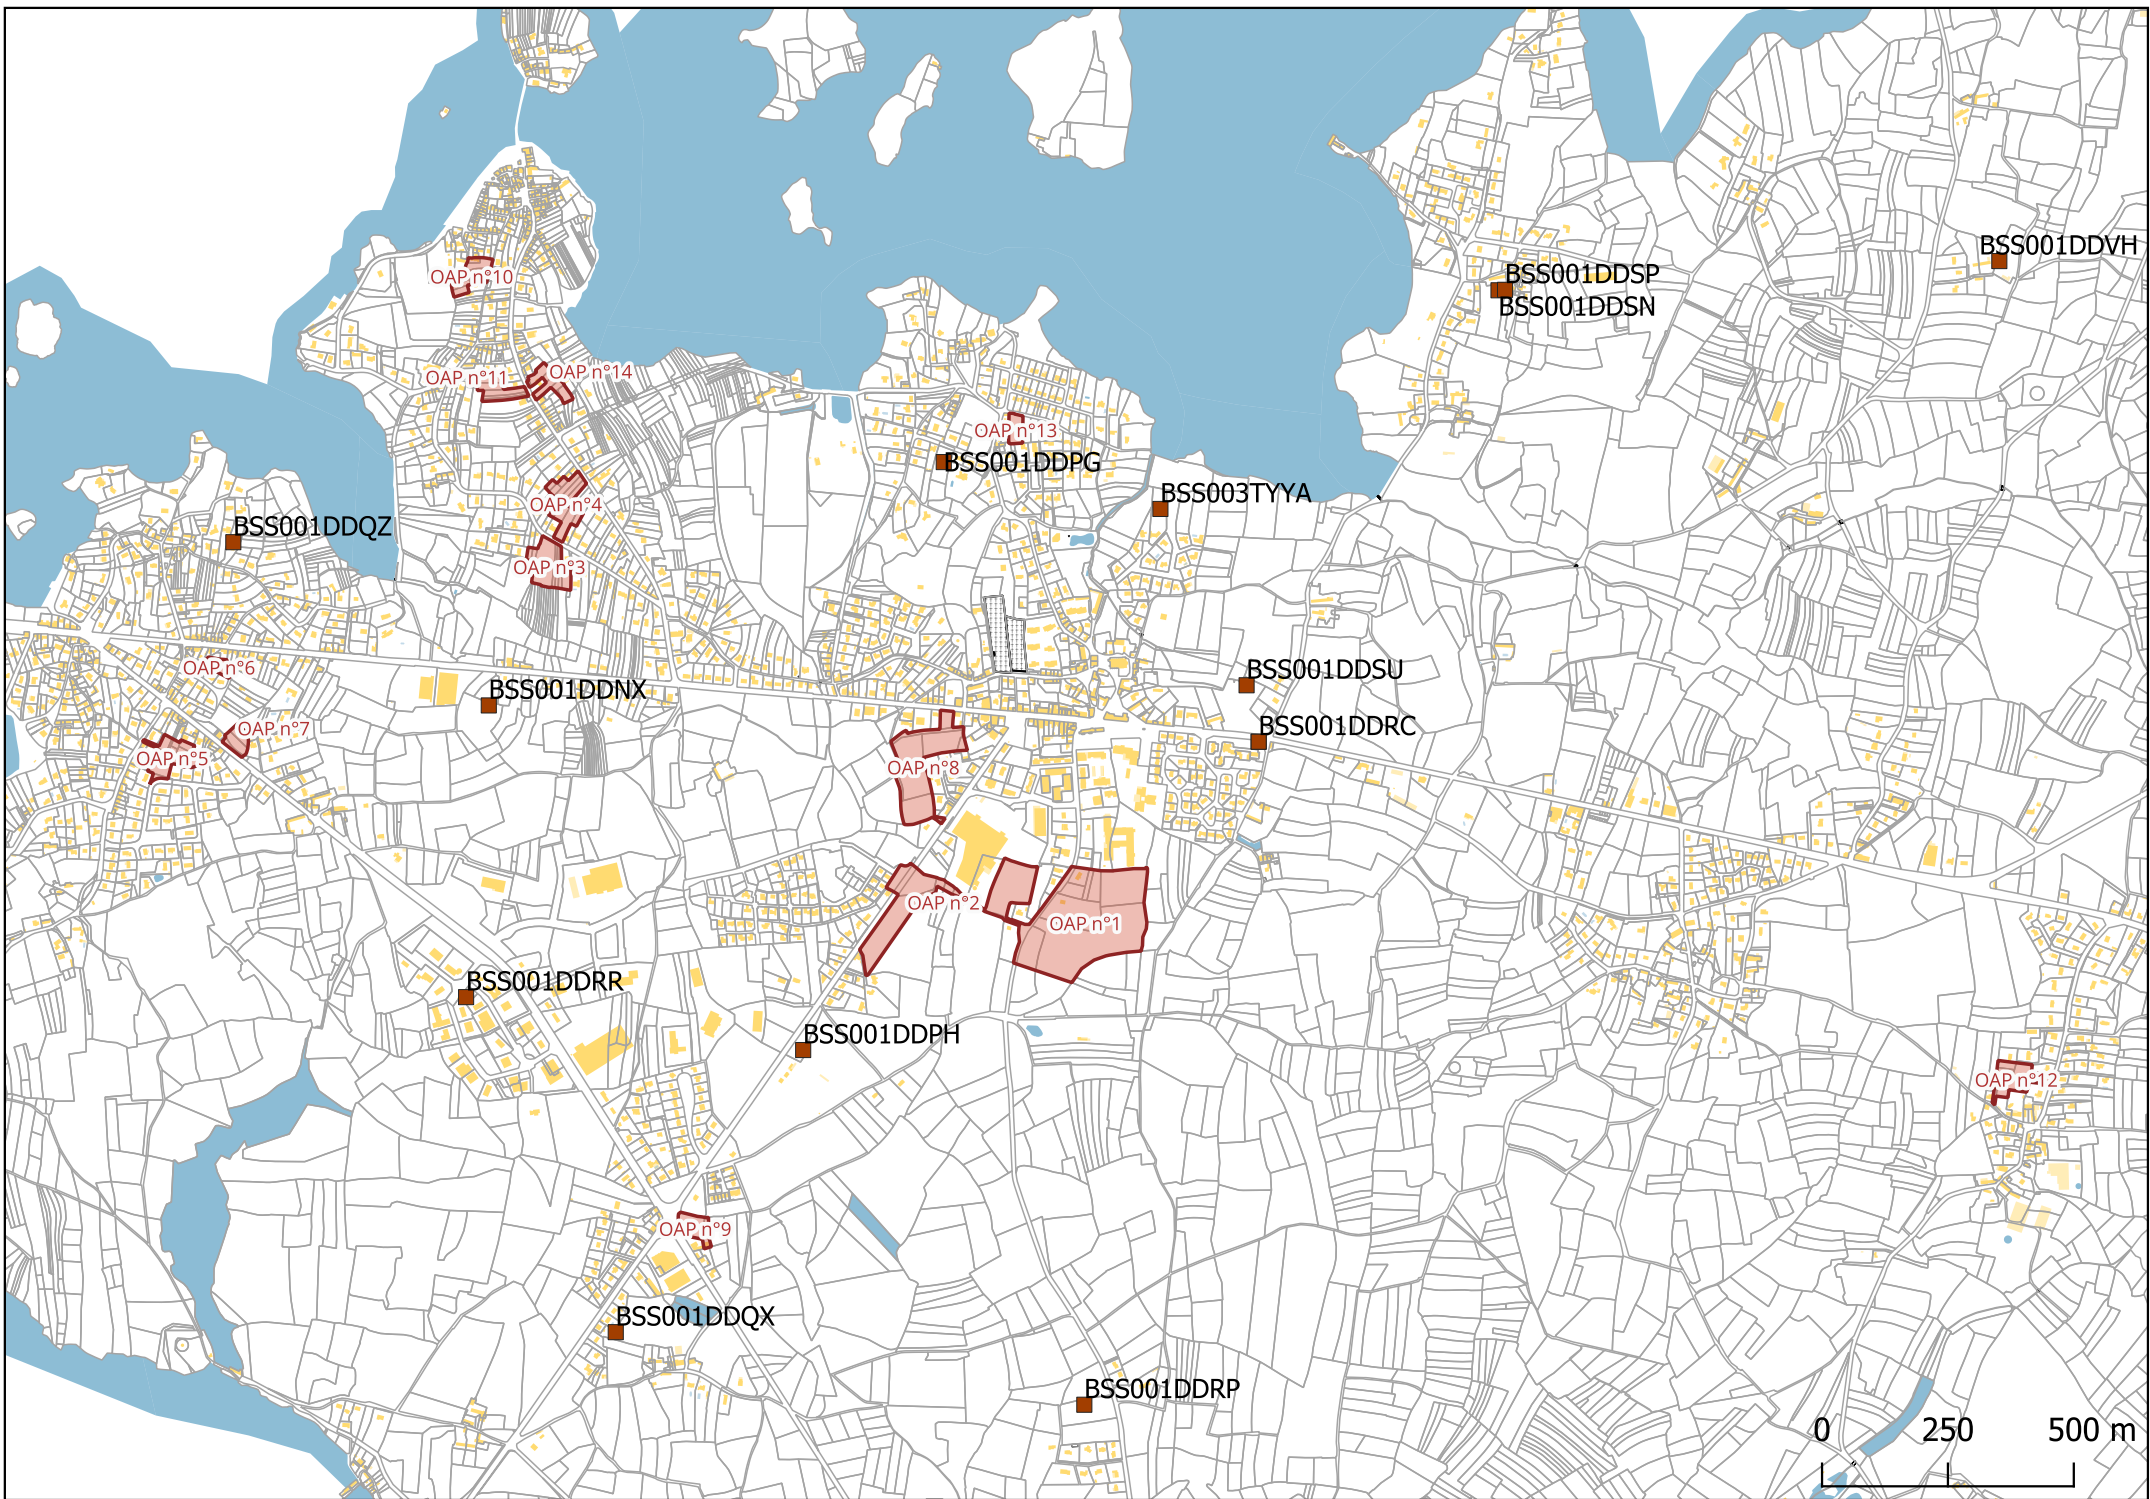 BSS001DDVH
OAP n°10
BSS001DDSP
BSS001DDSN
OAP n°11
OAP n°14
OAP n°13
BSS001DDPG
BSS003TYYA
OAP n°4
BSS001DDQZ
OAP n°3
OAP n°6
BSS001DDNX
BSS001DDSU
OAP n°7
BSS001DDRC
OAP n°5
OAP n°8
OAP n°2
OAP n°1
BSS001DDRR
BSS001DDPH
OAP n°12
OAP n°9
BSS001DDQX
BSS001DDRP
0 250 500 m